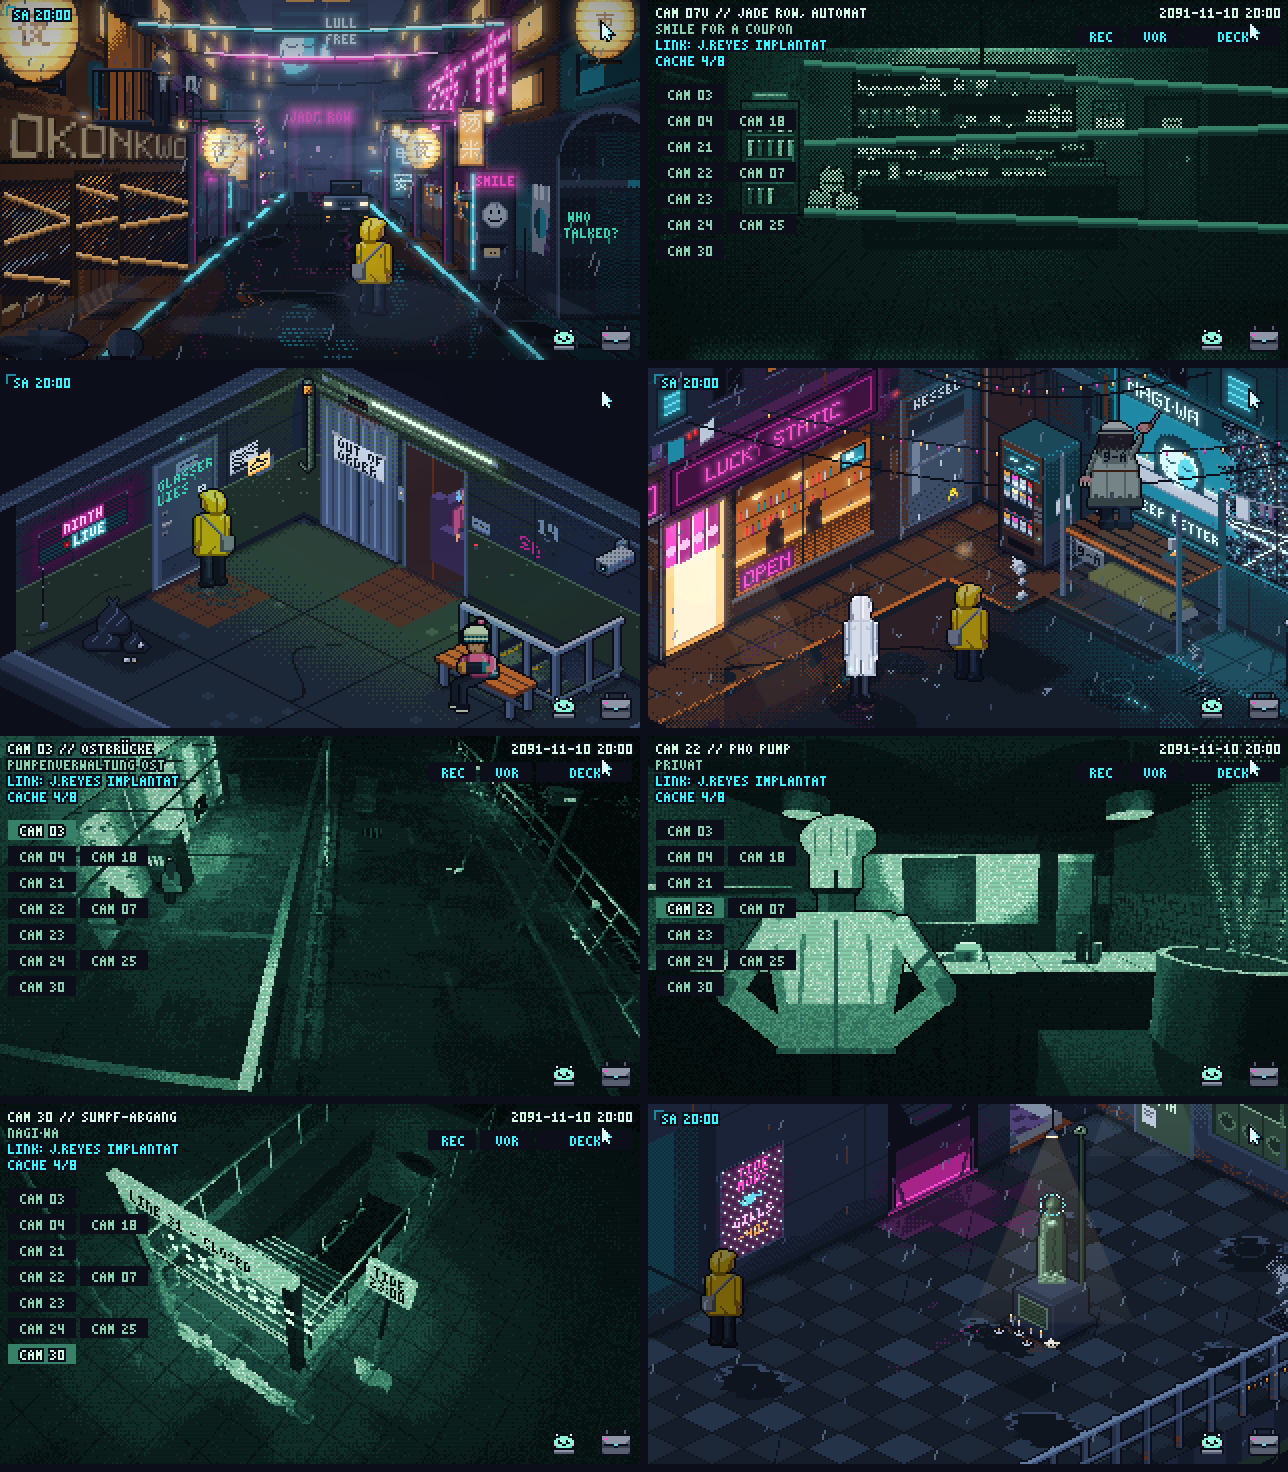 SA 20:00
LULL
FREE
JADE ROW
OKONKWO
SMILE
WHO
TALKED?
CAM 07V // JADE ROW, AUTOMAT
2091-11-10 20:00
SMILE FOR A COUPON
REC VOR DECK
LINK: J.REYES IMPLANTAT
CACHE 4/8
CAM 03
CAM 04 CAM 18
CAM 21
CAM 22 CAM 07
CAM 23
CAM 24 CAM 25
CAM 30
SA 20:00
OUT OF
ORDER
NINTH
LIVE
14
SA 20:00
LUCKY STATIC
OPEN
KESSEL
NAGI-WA
CAM 03 // OSTBRÜCKE
2091-11-10 20:00
PUMPENVERWALTUNG OST
REC VOR DECK
LINK: J.REYES IMPLANTAT
CACHE 4/8
CAM 03
CAM 04 CAM 18
CAM 21
CAM 22 CAM 07
CAM 23
CAM 24 CAM 25
CAM 30
CAM 22 // PHO PUMP
2091-11-10 20:00
PRIVAT
REC VOR DECK
LINK: J.REYES IMPLANTAT
CACHE 4/8
CAM 03
CAM 04 CAM 18
CAM 21
CAM 22 CAM 07
CAM 23
CAM 24 CAM 25
CAM 30
CAM 30 // SUMPF-ABGANG
2091-11-10 20:00
NAGI-WA
REC VOR DECK
LINK: J.REYES IMPLANTAT
CACHE 4/8
CAM 03
CAM 04 CAM 18
CAM 21
CAM 22 CAM 07
CAM 23
CAM 24 CAM 25
CAM 30
CLOSED
TIDE
SA 20:00
TIDE
MODS
GILLS